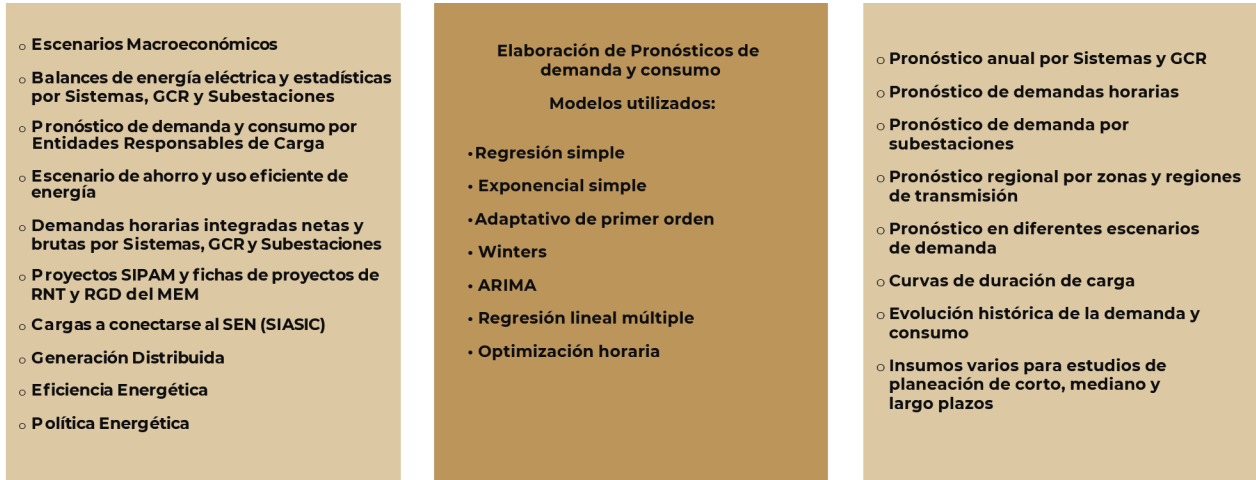 ○ Escenarios Macroeconómicos
○ Balances de energía eléctrica y estadísticas
por Sistemas, GCR y Subestaciones
○ Pronóstico de demanda y consumo por
Entidades Responsables de Carga
○ Escenario de ahorro y uso eficiente de
energía
○ Demandas horarias integradas netas y
brutas por Sistemas, GCR y Subestaciones
○ Proyectos SIPAM y fichas de proyectos de
RNT y RGD del MEM
○ Cargas a conectarse al SEN (SIASIC)
○ Generación Distribuida
○ Eficiencia Energética
○ Política Energética
Elaboración de Pronósticos de
demanda y consumo
Modelos utilizados:
• Regresión simple
• Exponencial simple
• Adaptativo de primer orden
• Winters
• ARIMA
• Regresión lineal múltiple
• Optimización horaria
○ Pronóstico anual por Sistemas y GCR
○ Pronóstico de demandas horarias
○ Pronóstico de demanda por
subestaciones
○ Pronóstico regional por zonas y regiones
de transmisión
○ Pronóstico en diferentes escenarios
de demanda
○ Curvas de duración de carga
○ Evolución histórica de la demanda y
consumo
○ Insumos varios para estudios de
planeación de corto, mediano y
largo plazos